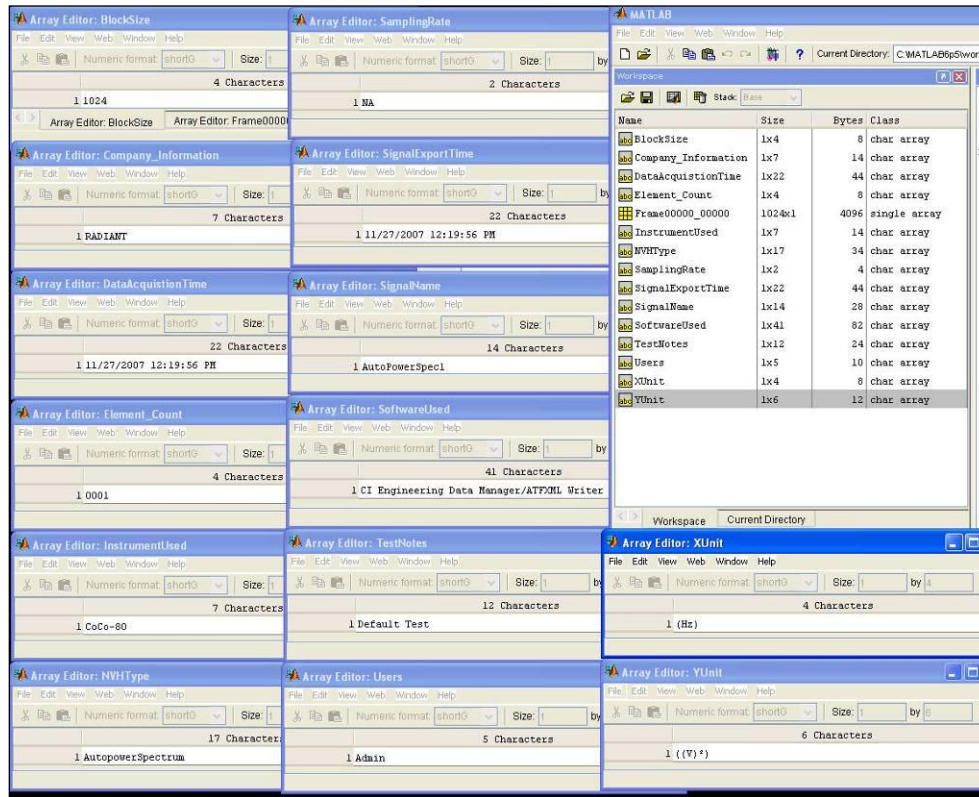 Array Editor: BlockSize
File Edit View Web Window Help
Numeric format: shortG Size: 1
4 Characters
1 1024
Array Editor: BlockSize Array Editor: Frame0000
Array Editor: SamplingRate
File Edit View Web Window Help
Numeric format: shortG Size: 1 by
2 Characters
1 NA
Array Editor: Company_Information
File Edit View Web Window Help
Numeric format: shortG Size: 1
7 Characters
1 RADIANT
Array Editor: SignalExportTime
File Edit View Web Window Help
Numeric format: shortG Size: 1 by
22 Characters
1 11/27/2007 12:19:56 PM
Array Editor: DataAcquistionTime
File Edit View Web Window Help
Numeric format: shortG Size: 1
22 Characters
1 11/27/2007 12:19:56 PM
Array Editor: SignalName
File Edit View Web Window Help
Numeric format: shortG Size: 1 by
14 Characters
1 AutoPowerSpec1
Array Editor: Element_Count
File Edit View Web Window Help
Numeric format: shortG Size: 1
4 Characters
1 0001
Array Editor: SoftwareUsed
File Edit View Web Window Help
Numeric format: shortG Size: 1 by
41 Characters
1 CI Engineering Data Manager/ATFXML Writer
Array Editor: InstrumentUsed
File Edit View Web Window Help
Numeric format: shortG Size: 1
7 Characters
1 CoCo-80
Array Editor: TestNotes
File Edit View Web Window Help
Numeric format: shortG Size: 1 by
12 Characters
1 Default Test
Array Editor: NVHType
File Edit View Web Window Help
Numeric format: shortG Size: 1
17 Character
1 AutopowerSpectrum
Array Editor: Users
File Edit View Web Window Help
Numeric format: shortG Size: 1 by
5 Characters
1 Admin
MATLAB
File Edit View Web Window Help
? Current Directory: C:\MATLAB6p5\wor
Workspace
Stack: Base
Name Size Bytes Class
BlockSize 1x4 8 char array
Company_Information 1x7 14 char array
DataAcquistionTime 1x22 44 char array
Element_Count 1x4 8 char array
Frame00000_00000 1024x1 4096 single array
InstrumentUsed 1x7 14 char array
NVHType 1x17 34 char array
SamplingRate 1x2 4 char array
SignalExportTime 1x22 44 char array
SignalName 1x14 28 char array
SoftwareUsed 1x41 82 char array
TestNotes 1x12 24 char array
Users 1x5 10 char array
XUnit 1x4 8 char array
YUnit 1x6 12 char array
Workspace Current Directory
Array Editor: XUnit
File Edit View Web Window Help
Numeric format: shortG Size: 1 by 4
4 Characters
1 (Hz)
Array Editor: YUnit
File Edit View Web Window Help
Numeric format: shortG Size: 1 by 6
6 Characters
1 ((V)²)